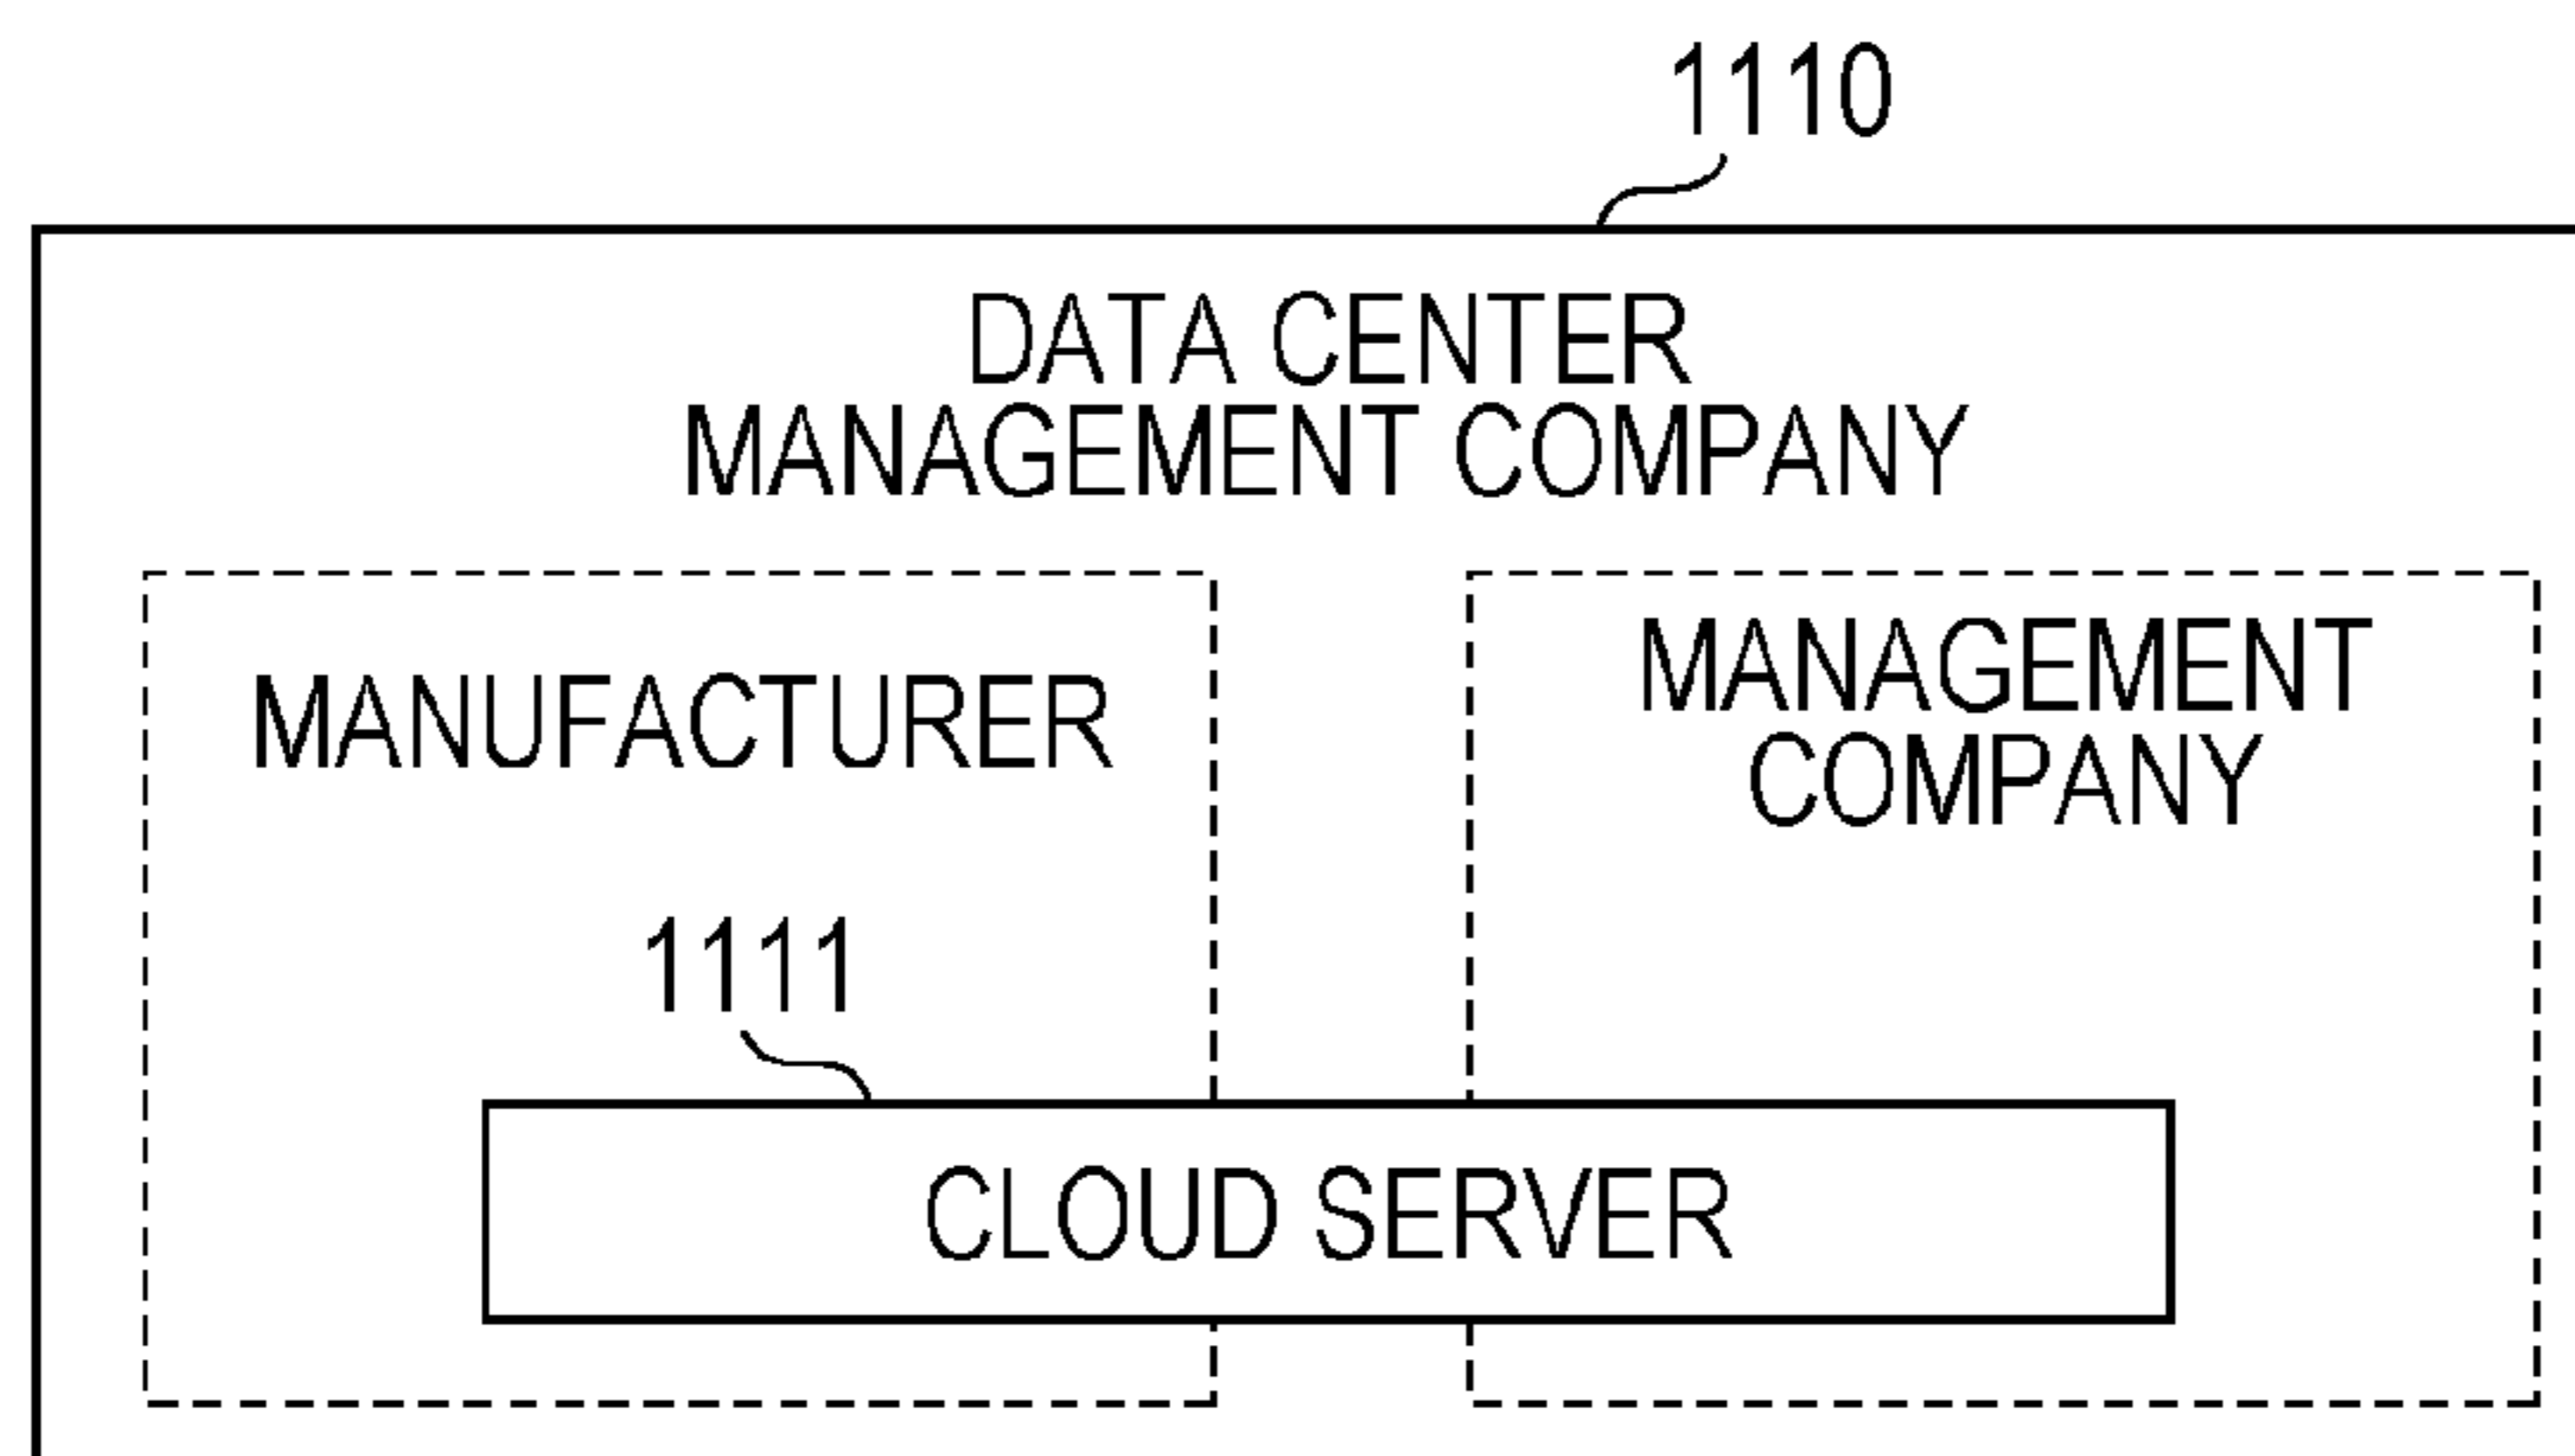 1110
DATA CENTER
MANAGEMENT COMPANY
MANUFACTURER
MANAGEMENT
COMPANY
1111
CLOUD SERVER